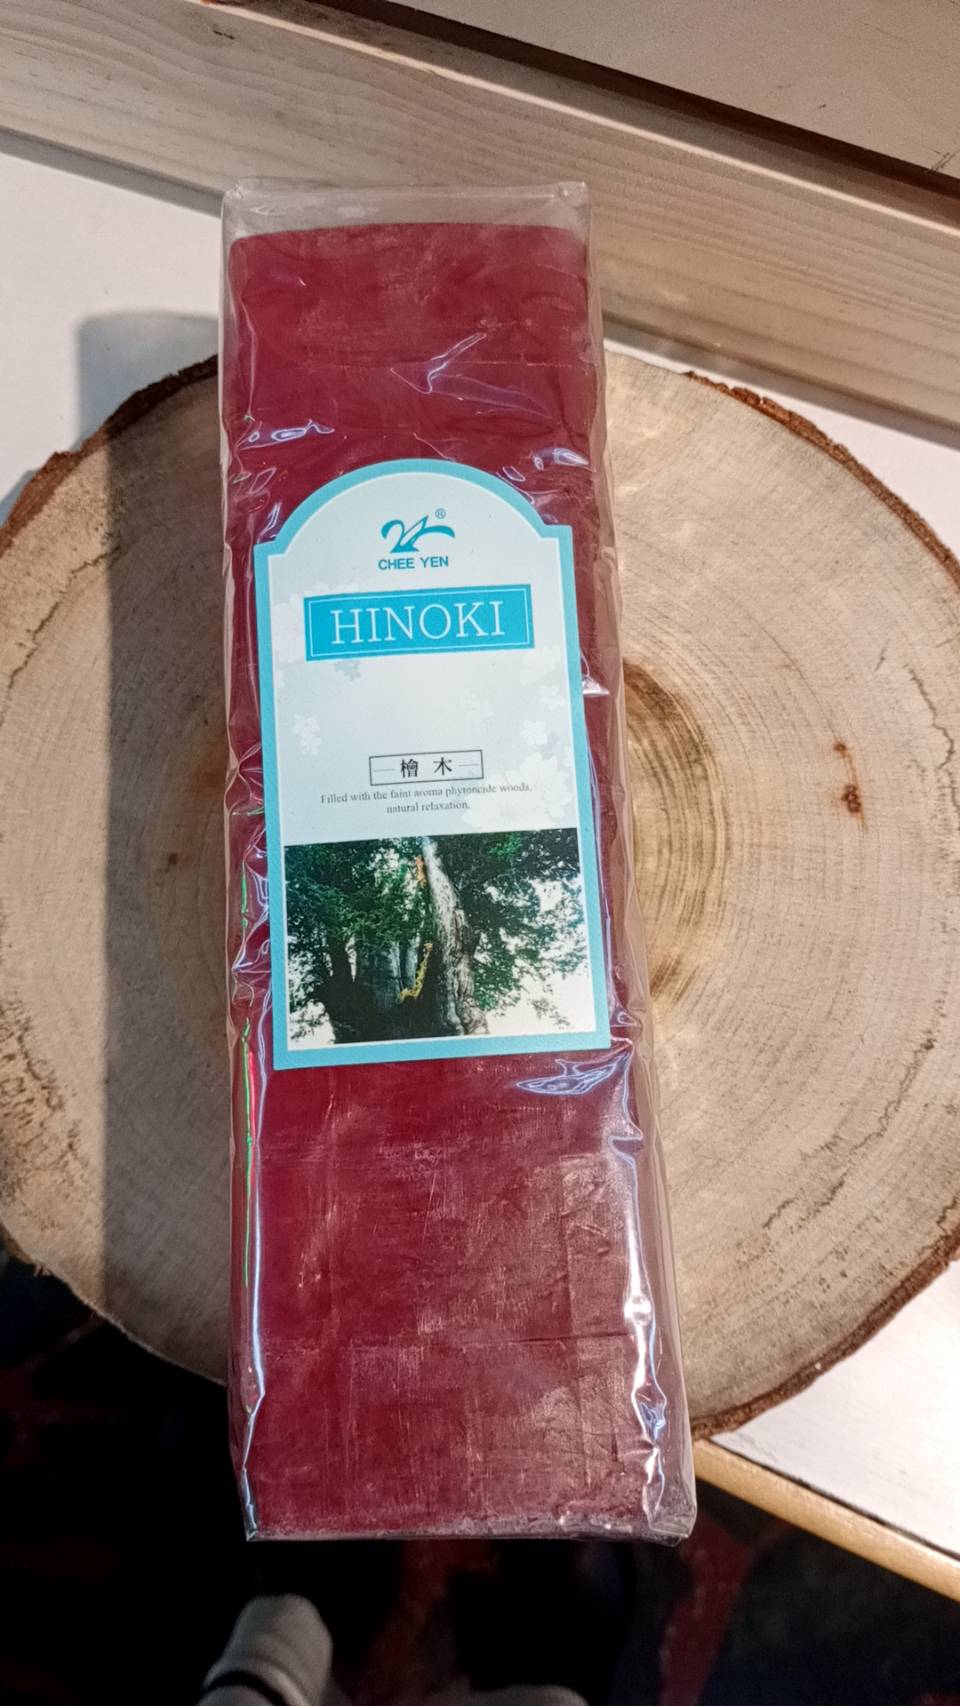 ®
CHEE YEN
HINOKI
檜木
Filled with the faint aroma phytoncide woods,
natural relaxation.